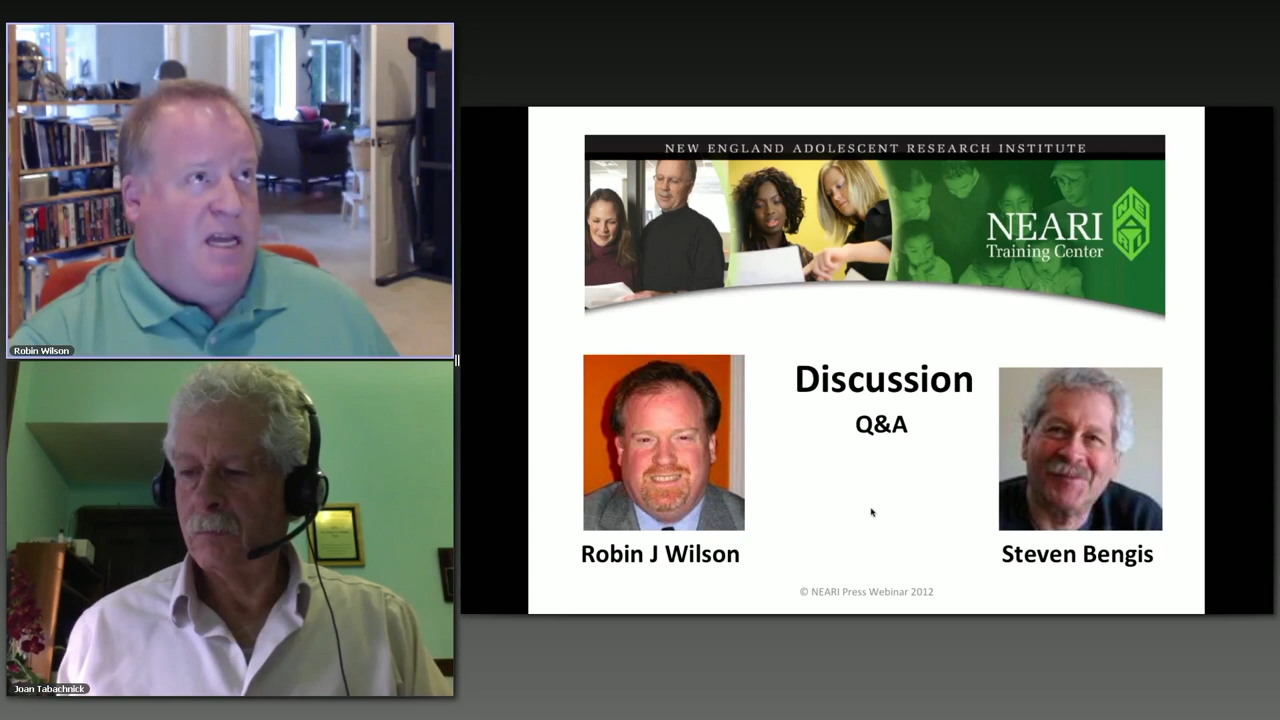 Robin Wilson
Joan Tabachnick
NEW ENGLAND ADOLESCENT RESEARCH INSTITUTE
NEARI
Training Center
NEARI
Discussion
Q&A
Robin J Wilson
Steven Bengis
© NEARI Press Webinar 2012